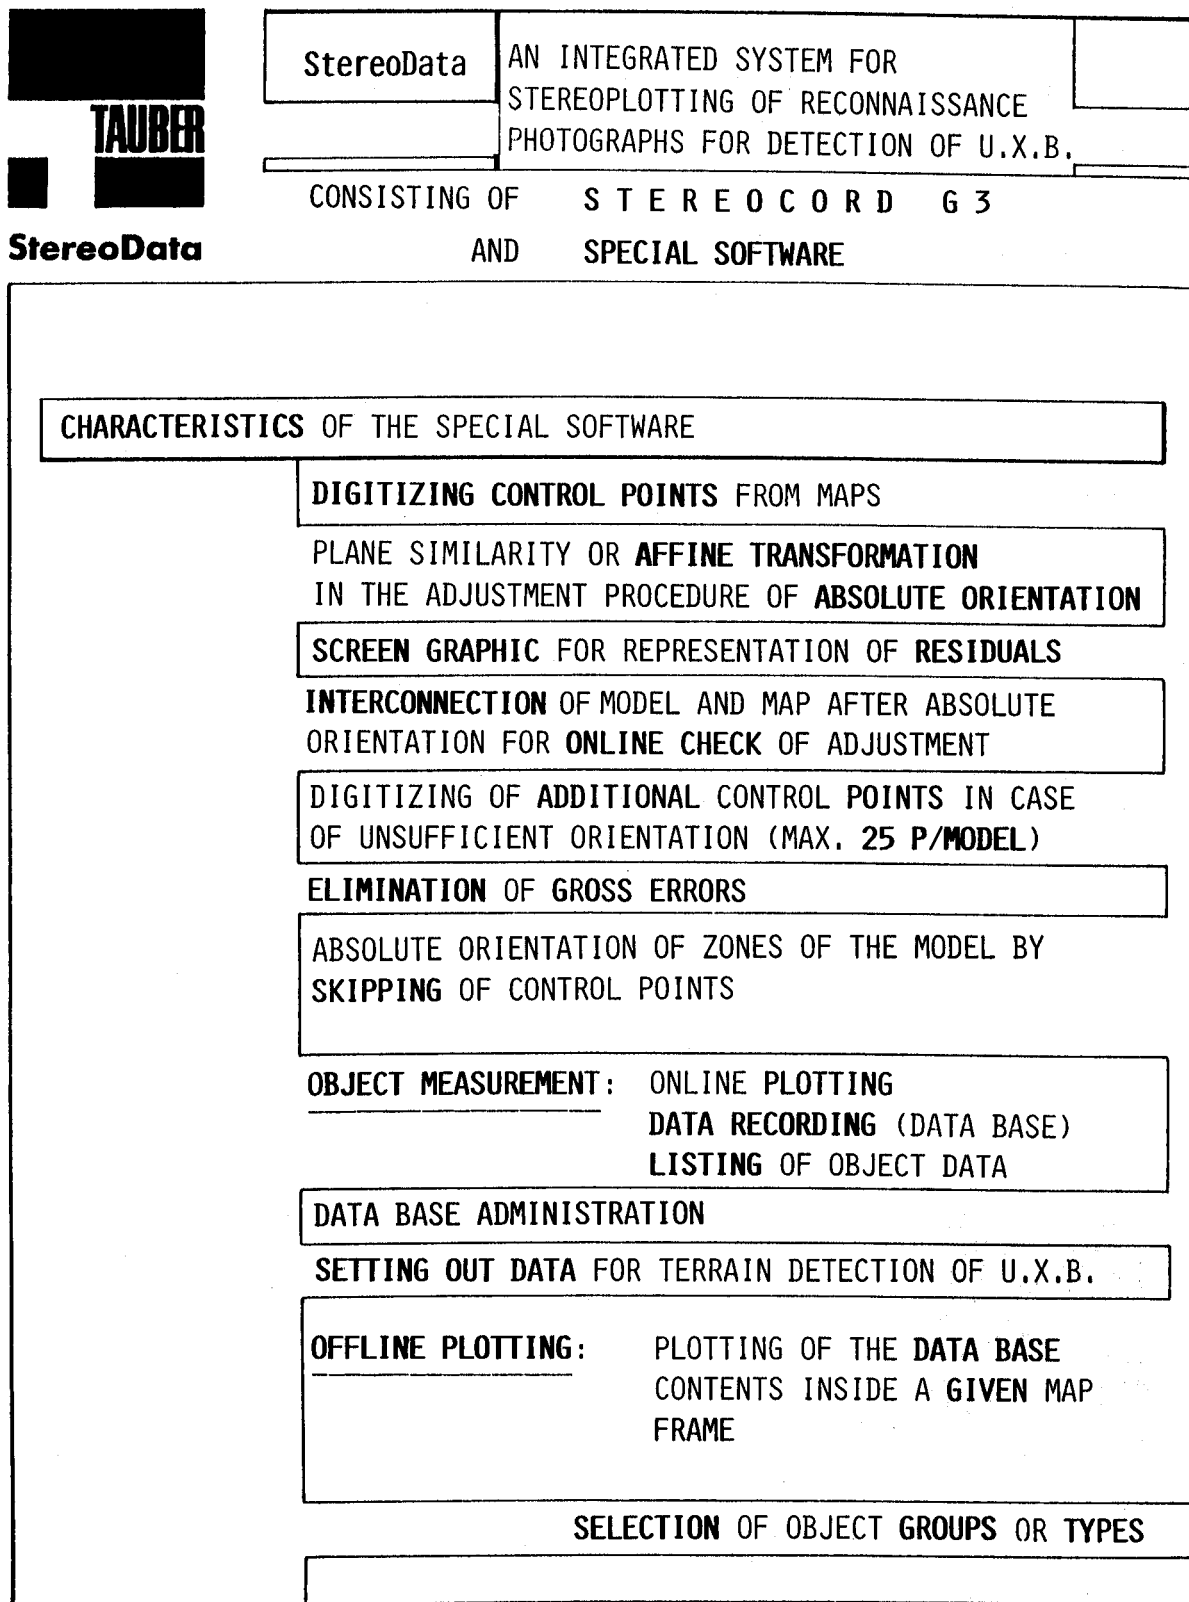 TAUBER
StereoData
StereoData
AN INTEGRATED SYSTEM FOR
STEREOPLOTTING OF RECONNAISSANCE
PHOTOGRAPHS FOR DETECTION OF U.X.B.
CONSISTING OF STEREOCORD G3
AND SPECIAL SOFTWARE
CHARACTERISTICS OF THE SPECIAL SOFTWARE
DIGITIZING CONTROL POINTS FROM MAPS
PLANE SIMILARITY OR AFFINE TRANSFORMATION
IN THE ADJUSTMENT PROCEDURE OF ABSOLUTE ORIENTATION
SCREEN GRAPHIC FOR REPRESENTATION OF RESIDUALS
INTERCONNECTION OF MODEL AND MAP AFTER ABSOLUTE
ORIENTATION FOR ONLINE CHECK OF ADJUSTMENT
DIGITIZING OF ADDITIONAL CONTROL POINTS IN CASE
OF UNSUFFICIENT ORIENTATION (MAX. 25 P/MODEL)
ELIMINATION OF GROSS ERRORS
ABSOLUTE ORIENTATION OF ZONES OF THE MODEL BY
SKIPPING OF CONTROL POINTS
OBJECT MEASUREMENT: ONLINE PLOTTING
DATA RECORDING (DATA BASE)
LISTING OF OBJECT DATA
DATA BASE ADMINISTRATION
SETTING OUT DATA FOR TERRAIN DETECTION OF U.X.B.
OFFLINE PLOTTING: PLOTTING OF THE DATA BASE
CONTENTS INSIDE A GIVEN MAP
FRAME
SELECTION OF OBJECT GROUPS OR TYPES